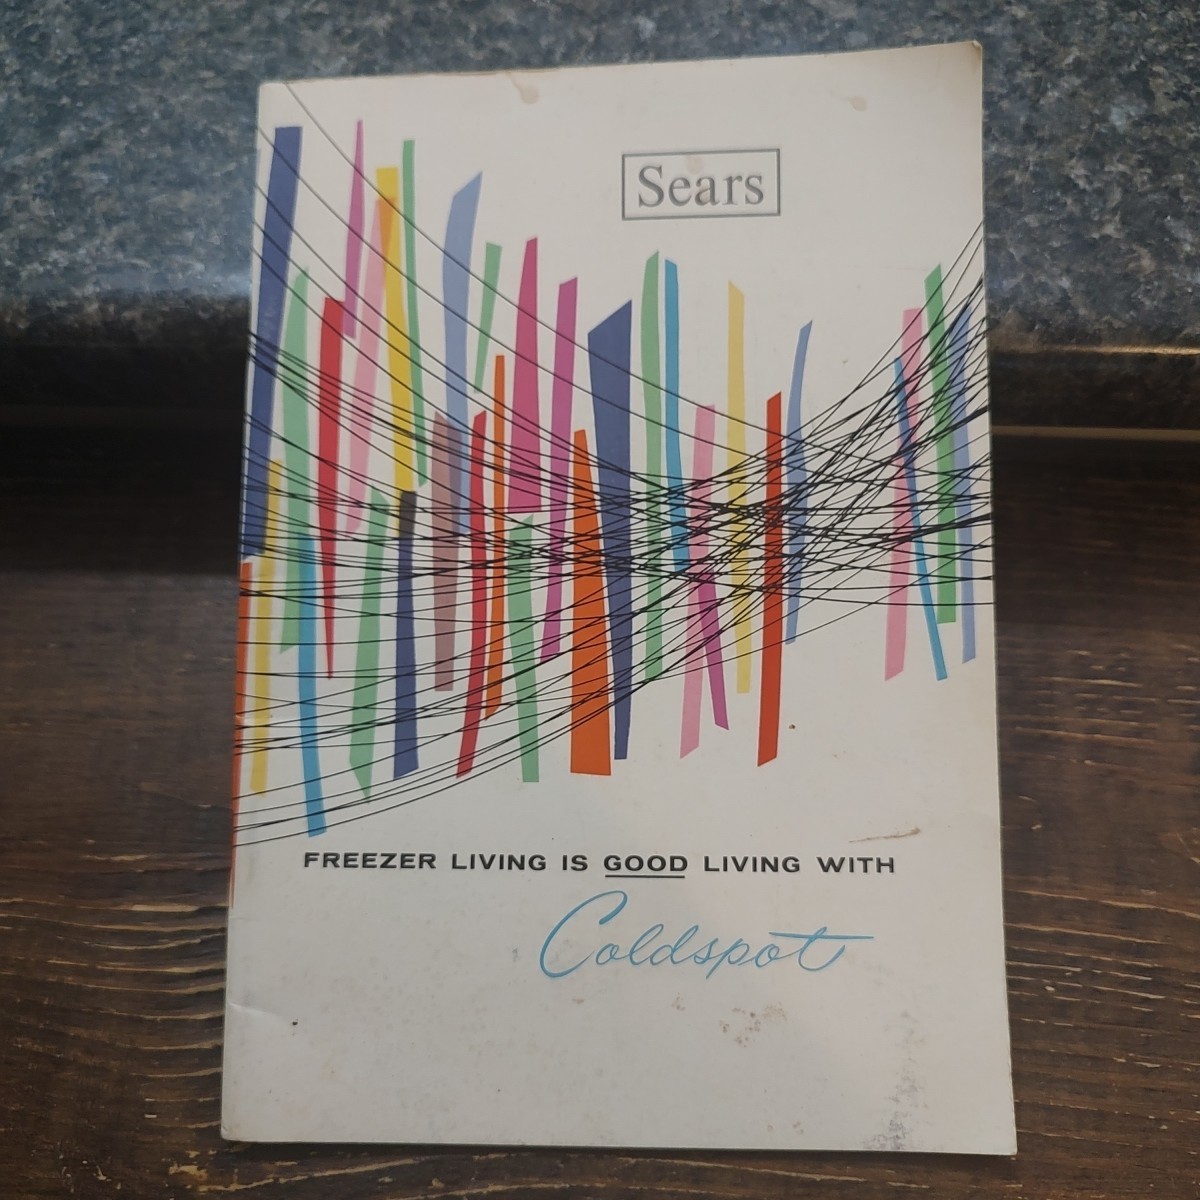 Sears
FREEZER LIVING IS GOOD LIVING WITH
Coldspot